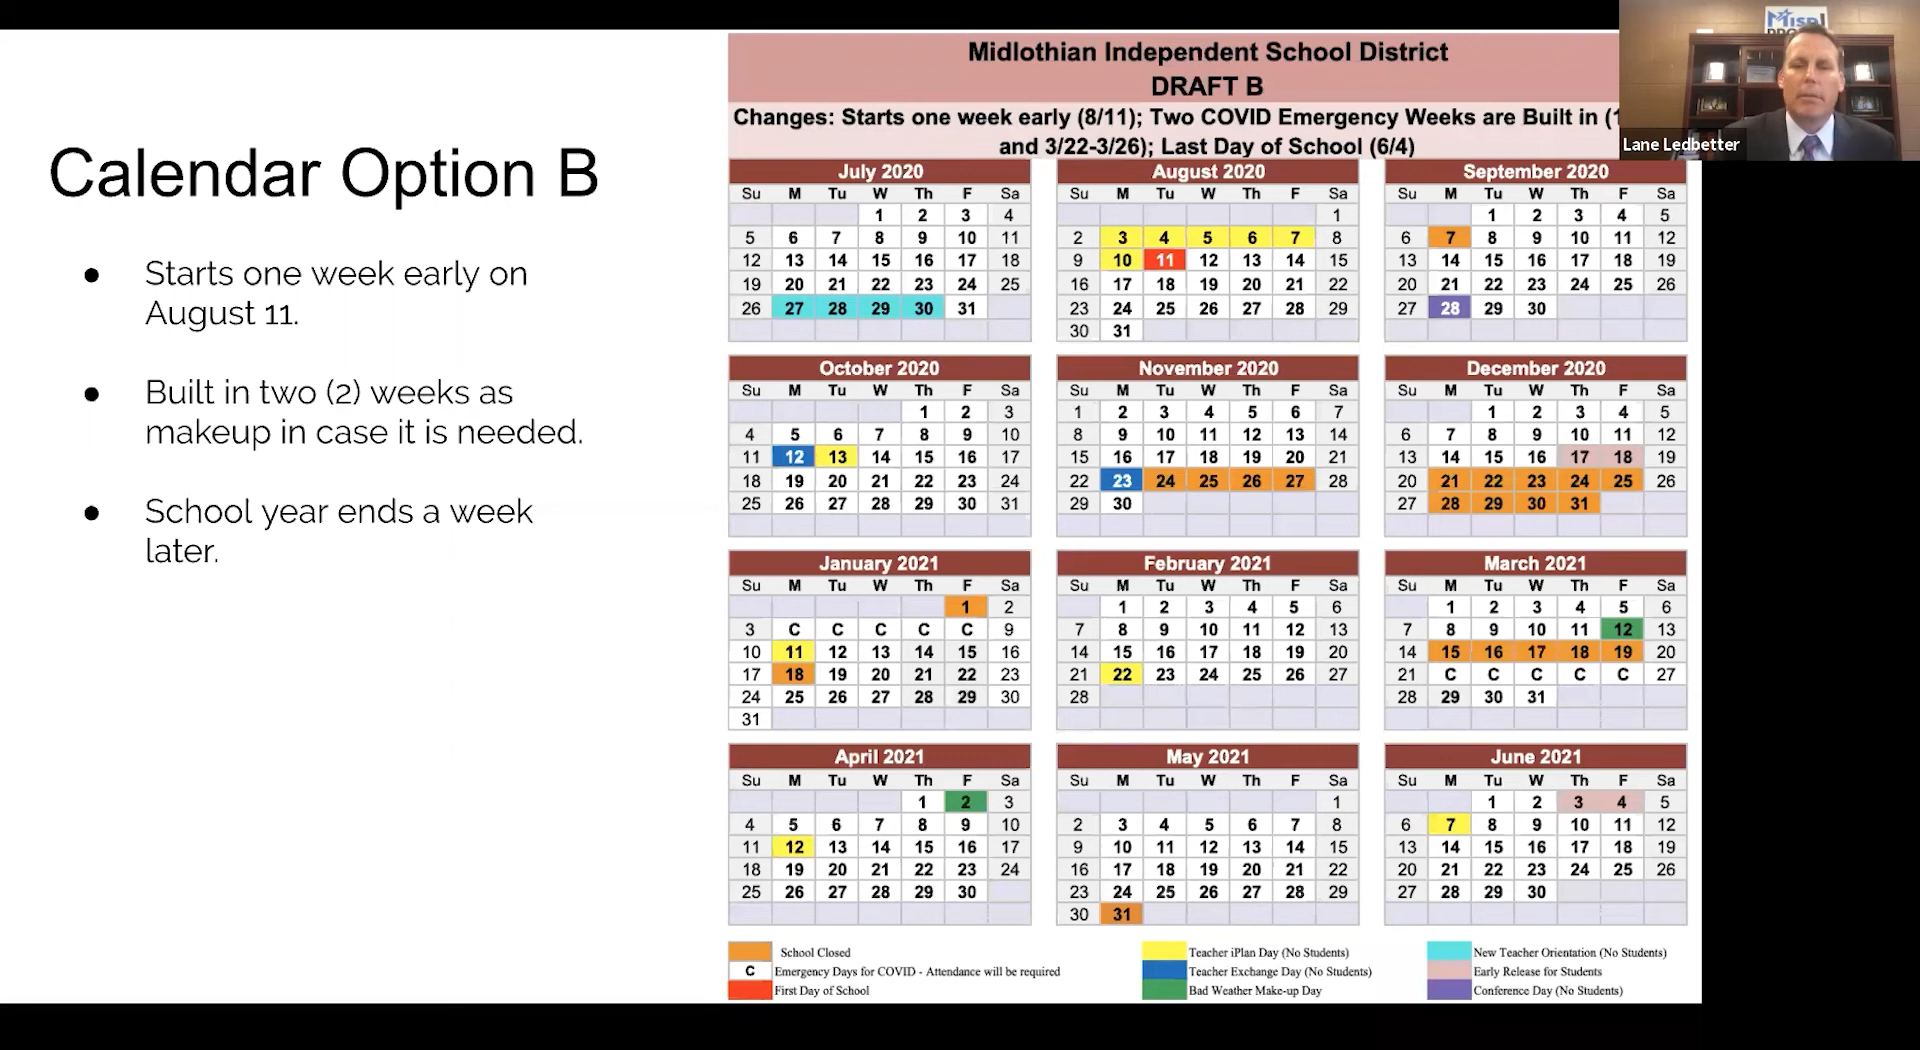 Calendar Option B
● Starts one week early on
August 11.
● Built in two (2) weeks as
makeup in case it is needed.
● School year ends a week
later.
Midlothian Independent School District
DRAFT B
Changes: Starts one week early (8/11); Two COVID Emergency Weeks are Built in (
and 3/22-3/26); Last Day of School (6/4)
MISD
Lane Ledbetter
July 2020
Su M Tu W Th F Sa
1 2 3 4
5 6 7 8 9 10 11
12 13 14 15 16 17 18
19 20 21 22 23 24 25
26 27 28 29 30 31
August 2020
Su M Tu W Th F Sa
1
2 3 4 5 6 7 8
9 10 11 12 13 14 15
16 17 18 19 20 21 22
23 24 25 26 27 28 29
30 31
September 2020
Su M Tu W Th F Sa
1 2 3 4 5
6 7 8 9 10 11 12
13 14 15 16 17 18 19
20 21 22 23 24 25 26
27 28 29 30
October 2020
Su M Tu W Th F Sa
1 2 3
4 5 6 7 8 9 10
11 12 13 14 15 16 17
18 19 20 21 22 23 24
25 26 27 28 29 30 31
November 2020
Su M Tu W Th F Sa
1 2 3 4 5 6 7
8 9 10 11 12 13 14
15 16 17 18 19 20 21
22 23 24 25 26 27 28
29 30
December 2020
Su M Tu W Th F Sa
1 2 3 4 5
6 7 8 9 10 11 12
13 14 15 16 17 18 19
20 21 22 23 24 25 26
27 28 29 30 31
January 2021
Su M Tu W Th F Sa
1 2
3 C C C C C 9
10 11 12 13 14 15 16
17 18 19 20 21 22 23
24 25 26 27 28 29 30
31
February 2021
Su M Tu W Th F Sa
1 2 3 4 5 6
7 8 9 10 11 12 13
14 15 16 17 18 19 20
21 22 23 24 25 26 27
28
March 2021
Su M Tu W Th F Sa
1 2 3 4 5 6
7 8 9 10 11 12 13
14 15 16 17 18 19 20
21 C C C C C 27
28 29 30 31
April 2021
Su M Tu W Th F Sa
1 2 3
4 5 6 7 8 9 10
11 12 13 14 15 16 17
18 19 20 21 22 23 24
25 26 27 28 29 30
May 2021
Su M Tu W Th F Sa
1
2 3 4 5 6 7 8
9 10 11 12 13 14 15
16 17 18 19 20 21 22
23 24 25 26 27 28 29
30 31
June 2021
Su M Tu W Th F Sa
1 2 3 4 5
6 7 8 9 10 11 12
13 14 15 16 17 18 19
20 21 22 23 24 25 26
27 28 29 30
School Closed
C Emergency Days for COVID - Attendance will be required
First Day of School
Teacher iPlan Day (No Students)
Teacher Exchange Day (No Students)
Bad Weather Make-up Day
New Teacher Orientation (No Students)
Early Release for Students
Conference Day (No Students)